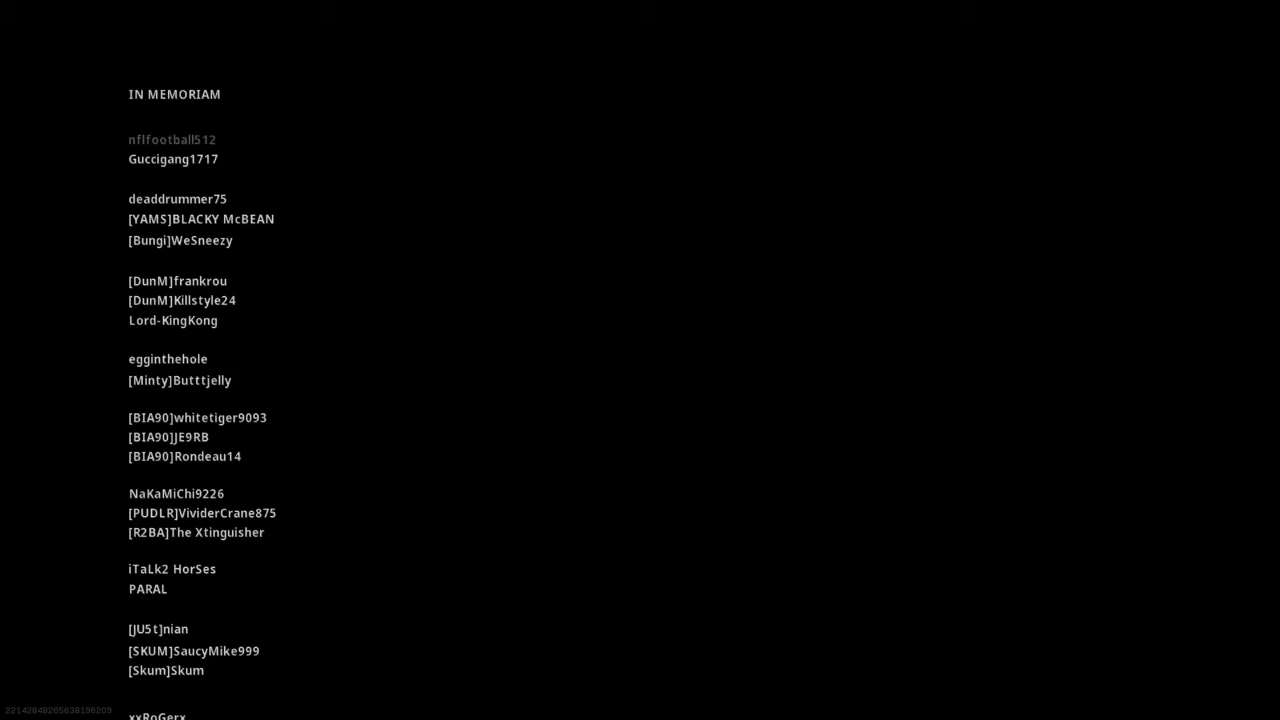 IN MEMORIAM
nflfootball512
Guccigang1717
deaddrummer75
[YAMS]BLACKY McBEAN
[Bungi]WeSneezy
[DunM]frankrou
[DunM]Killstyle24
Lord-KingKong
egginthehole
[Minty]Butttjelly
[BIA90]whitetiger9093
[BIA90]JE9RB
[BIA90]Rondeau14
NaKaMiChi9226
[PUDLR]VividerCrane875
[R2BA]The Xtinguisher
iTaLk2 HorSes
PARAL
[JU5t]nian
[SKUM]SaucyMike999
[Skum]Skum
xxRoGerx